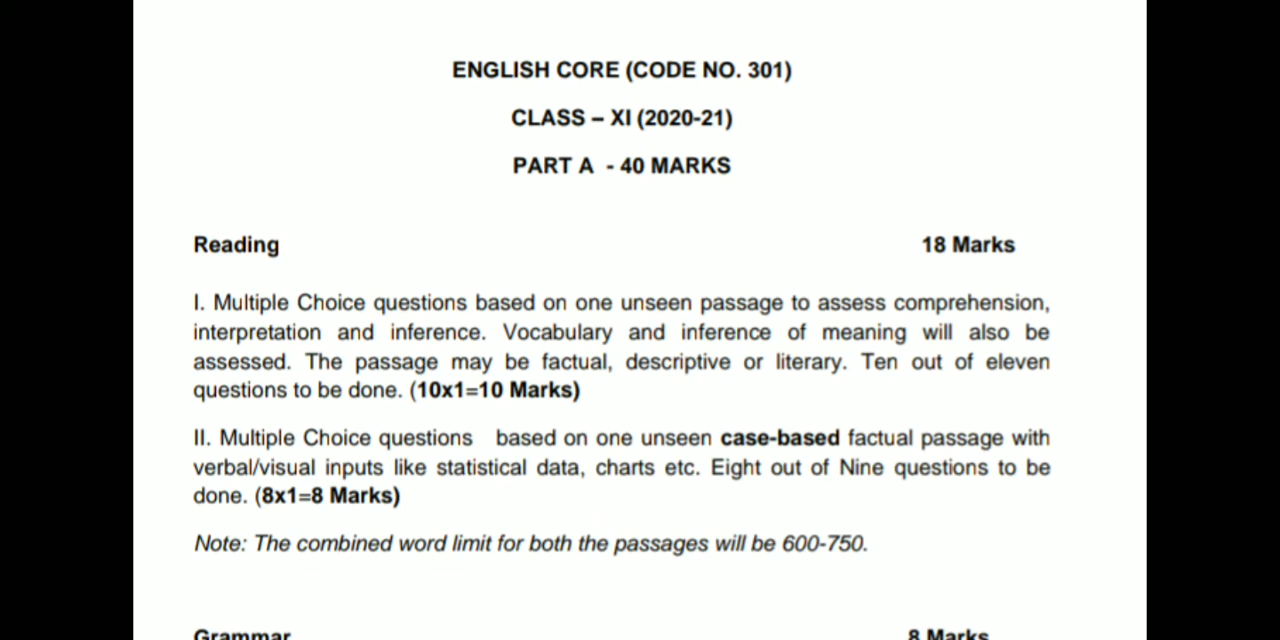 ENGLISH CORE (CODE NO. 301)
CLASS – XI (2020-21)
PART A - 40 MARKS
Reading 18 Marks
I. Multiple Choice questions based on one unseen passage to assess comprehension,
interpretation and inference. Vocabulary and inference of meaning will also be
assessed. The passage may be factual, descriptive or literary. Ten out of eleven
questions to be done. (10x1=10 Marks)
II. Multiple Choice questions based on one unseen case-based factual passage with
verbal/visual inputs like statistical data, charts etc. Eight out of Nine questions to be
done. (8x1=8 Marks)
Note: The combined word limit for both the passages will be 600-750.
Grammar 8 Marks